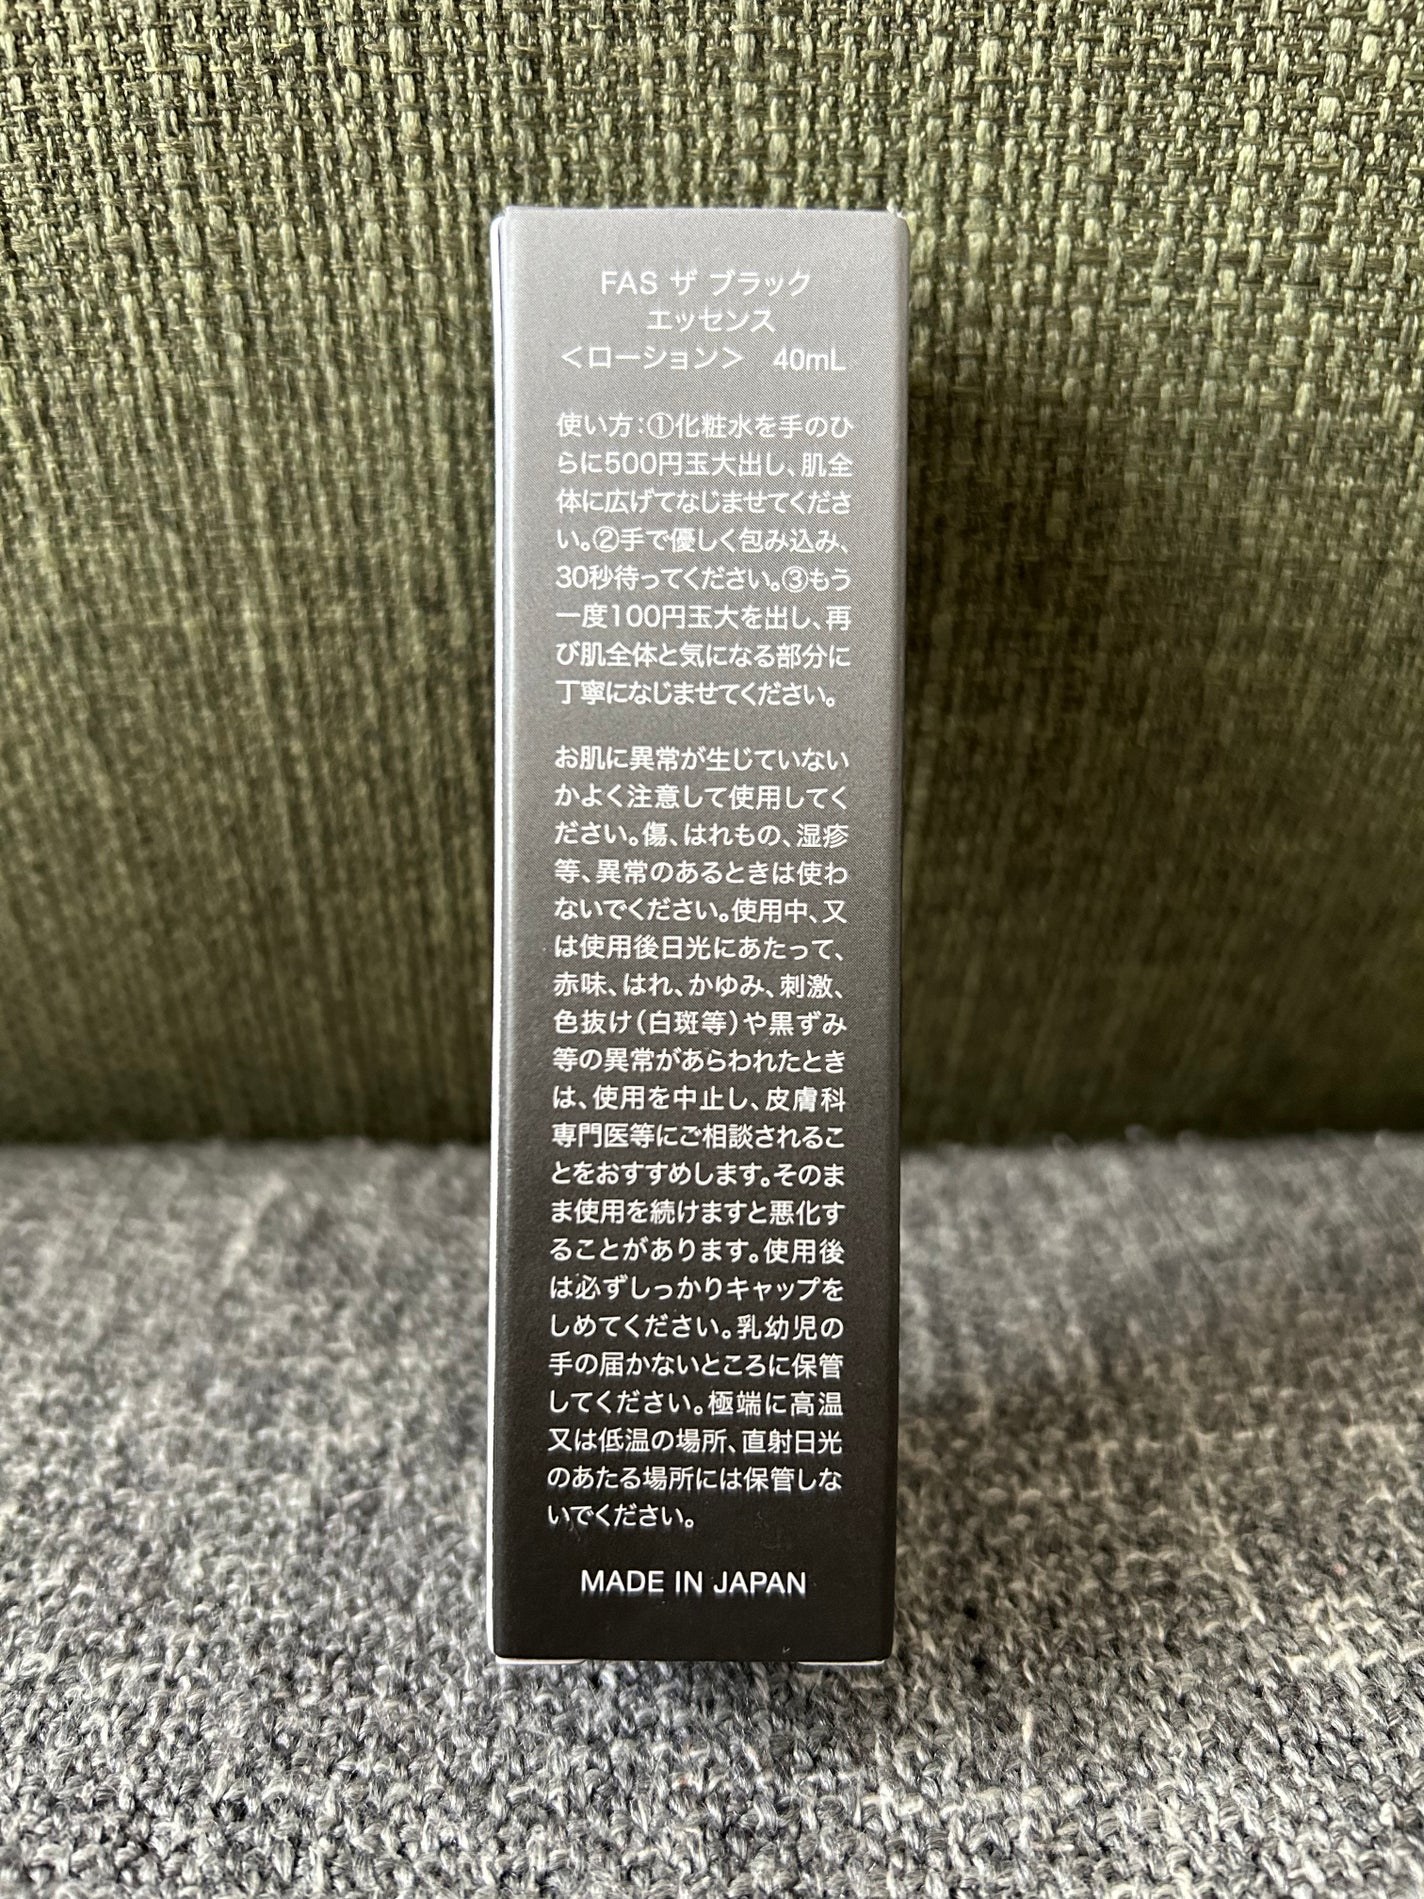 FAS ザ ブラック
エッセンス
＜ローション＞ 40mL
使い方：①化粧水を手のひ
らに500円玉大出し、肌全
体に広げてなじませてくださ
い。②手で優しく包み込み、
30秒待ってください。③もう
一度100円玉大を出し、再
び肌全体と気になる部分に
丁寧になじませてください。
お肌に異常が生じていない
かよく注意して使用してく
ださい。傷、はれもの、湿疹
等、異常のあるときは使わ
ないでください。使用中、又
は使用後日光にあたって、
赤味、はれ、かゆみ、刺激、
色抜け（白斑等）や黒ずみ
等の異常があらわれたとき
は、使用を中止し、皮膚科
専門医等にご相談されるこ
とをおすすめします。そのま
ま使用を続けますと悪化す
ることがあります。使用後
は必ずしっかりキャップを
しめてください。乳幼児の
手の届かないところに保管
してください。極端に高温
又は低温の場所、直射日光
のあたる場所には保管しな
いでください。
MADE IN JAPAN